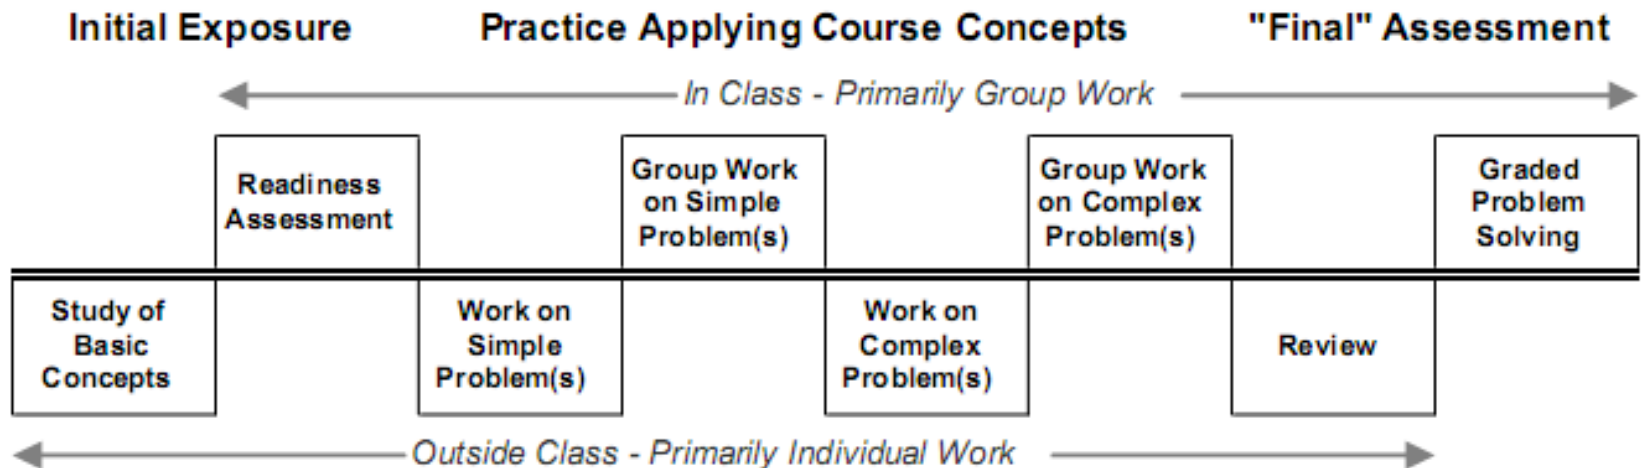 Initial Exposure
Practice Applying Course Concepts
"Final" Assessment
In Class - Primarily Group Work
Readiness
Assessment
Group Work
on Simple
Problem(s)
Group Work
on Complex
Problem(s)
Graded
Problem
Solving
Study of
Basic
Concepts
Work on
Simple
Problem(s)
Work on
Complex
Problem(s)
Review
Outside Class - Primarily Individual Work